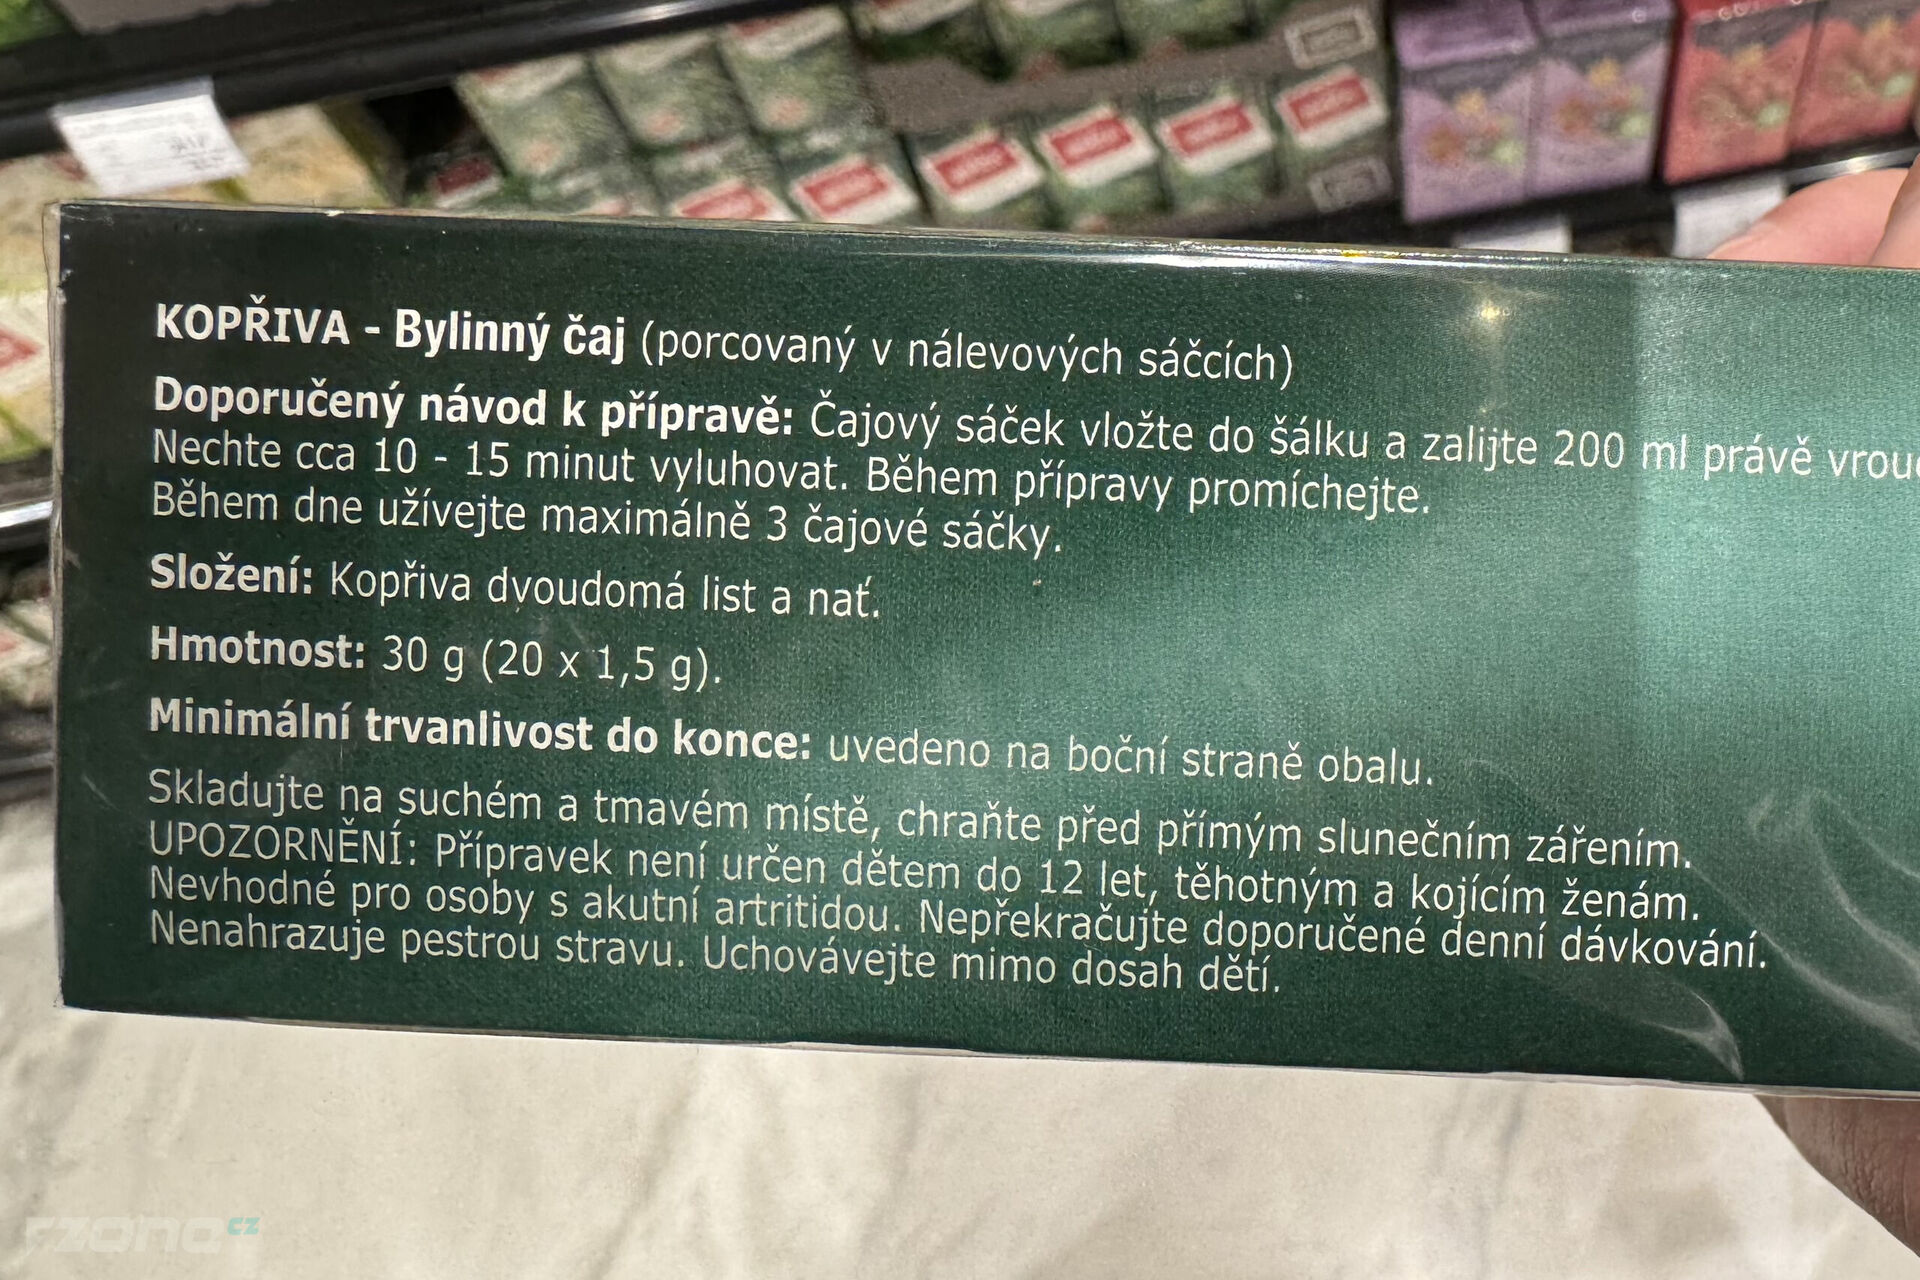 KOPŘIVA - Bylinný čaj (porcovaný v nálevových sáčcích)
Doporučený návod k přípravě: Čajový sáček vložte do šálku a zalijte 200 ml právě
Nechte cca 10 - 15 minut vyluhovat. Během přípravy promíchejte.
Během dne užívejte maximálně 3 čajové sáčky.
Složení: Kopřiva dvoudomá list a nať.
Hmotnost: 30 g (20 x 1,5 g).
Minimální trvanlivost do konce: uvedeno na boční straně obalu.
Skladujte na suchém a tmavém místě, chraňte před přímým slunečním zářením.
UPOZORNĚNÍ: Přípravek není určen dětem do 12 let, těhotným a kojícím ženám.
Nevhodné pro osoby s akutní artritidou. Nepřekračujte doporučené denní dávkování.
Nenahrazuje pestrou stravu. Uchovávejte mimo dosah dětí.
rzone.cz